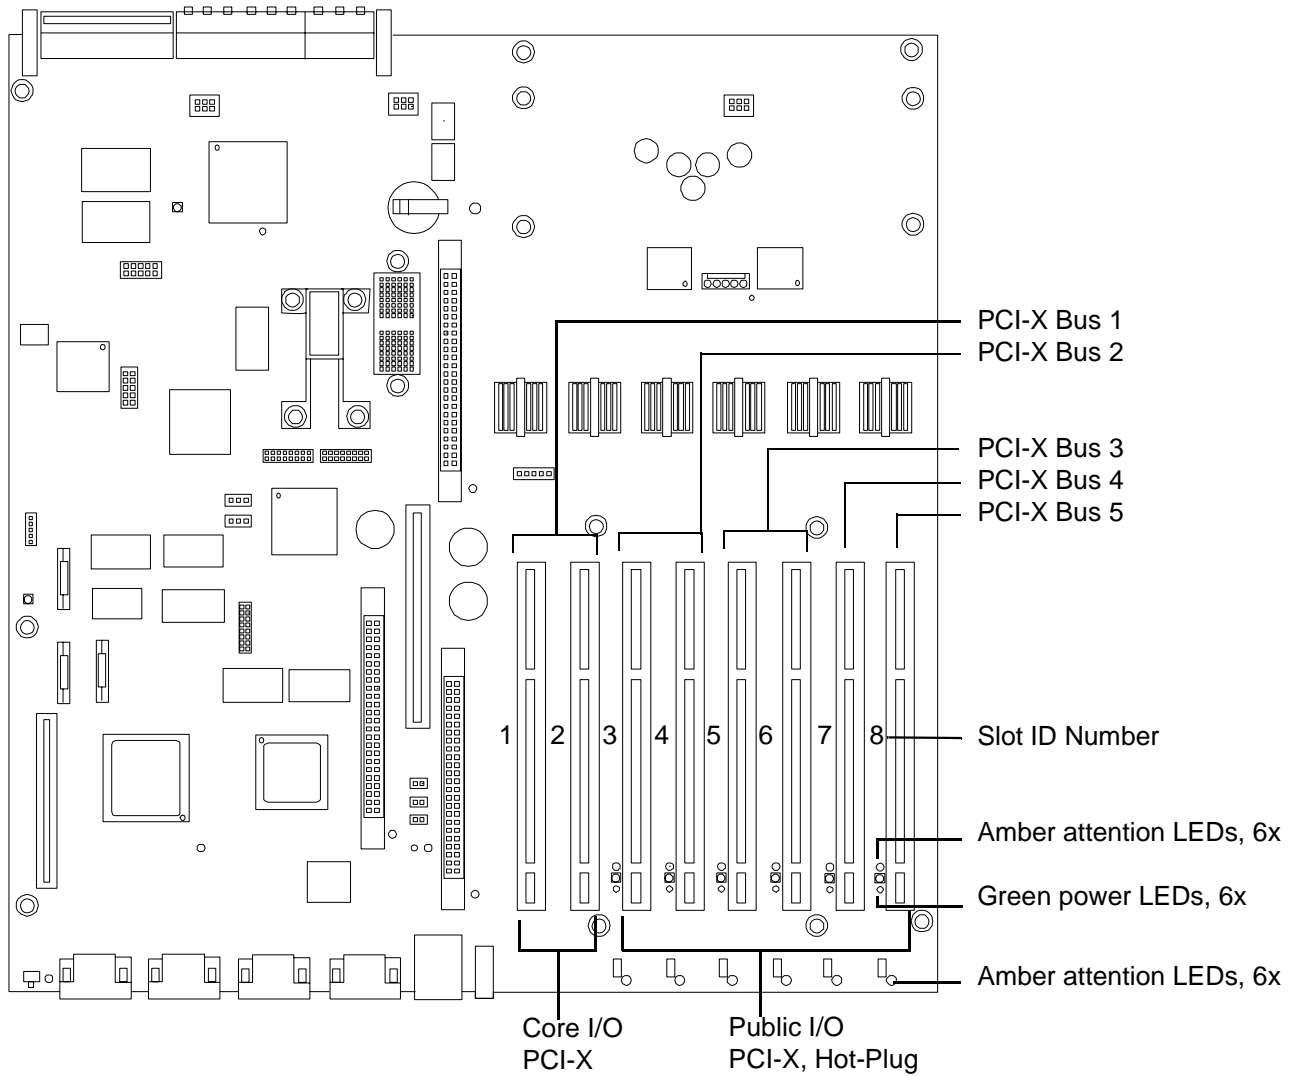 PCI-X Bus 1
PCI-X Bus 2
PCI-X Bus 3
PCI-X Bus 4
PCI-X Bus 5
1 2 3 4 5 6 7 8
Slot ID Number
Amber attention LEDs, 6x
Green power LEDs, 6x
Amber attention LEDs, 6x
Core I/O
PCI-X
Public I/O
PCI-X, Hot-Plug